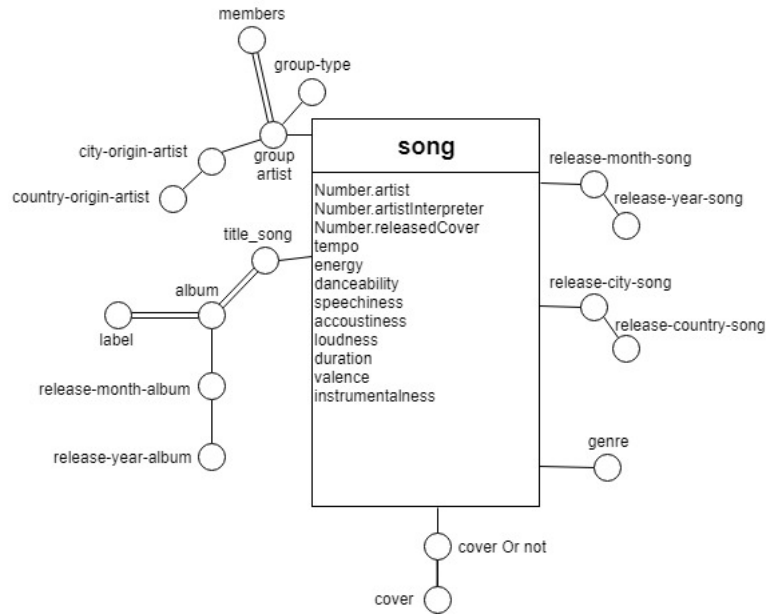 members
group-type
city-origin-artist
group
artist
country-origin-artist
song
release-month-song
release-year-song
Number.artist
Number.artistInterpreter
Number.releasedCover
tempo
energy
danceability
speechiness
accoustiness
loudness
duration
valence
instrumentalness
title_song
album
label
release-month-album
release-year-album
release-city-song
release-country-song
genre
cover Or not
cover